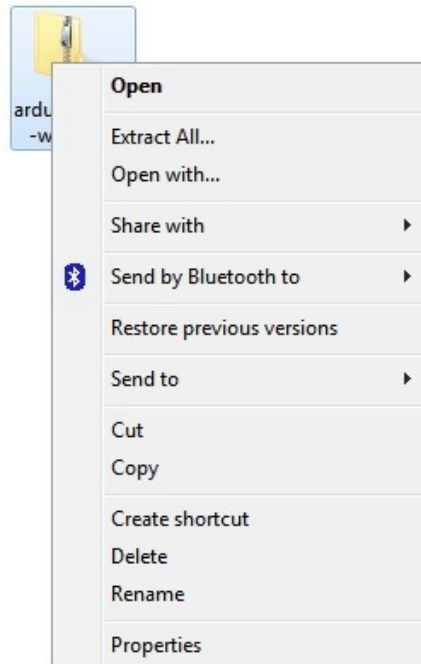 ardu
-w
Open
Extract All...
Open with...
Share with
Send by Bluetooth to
Restore previous versions
Send to
Cut
Copy
Create shortcut
Delete
Rename
Properties